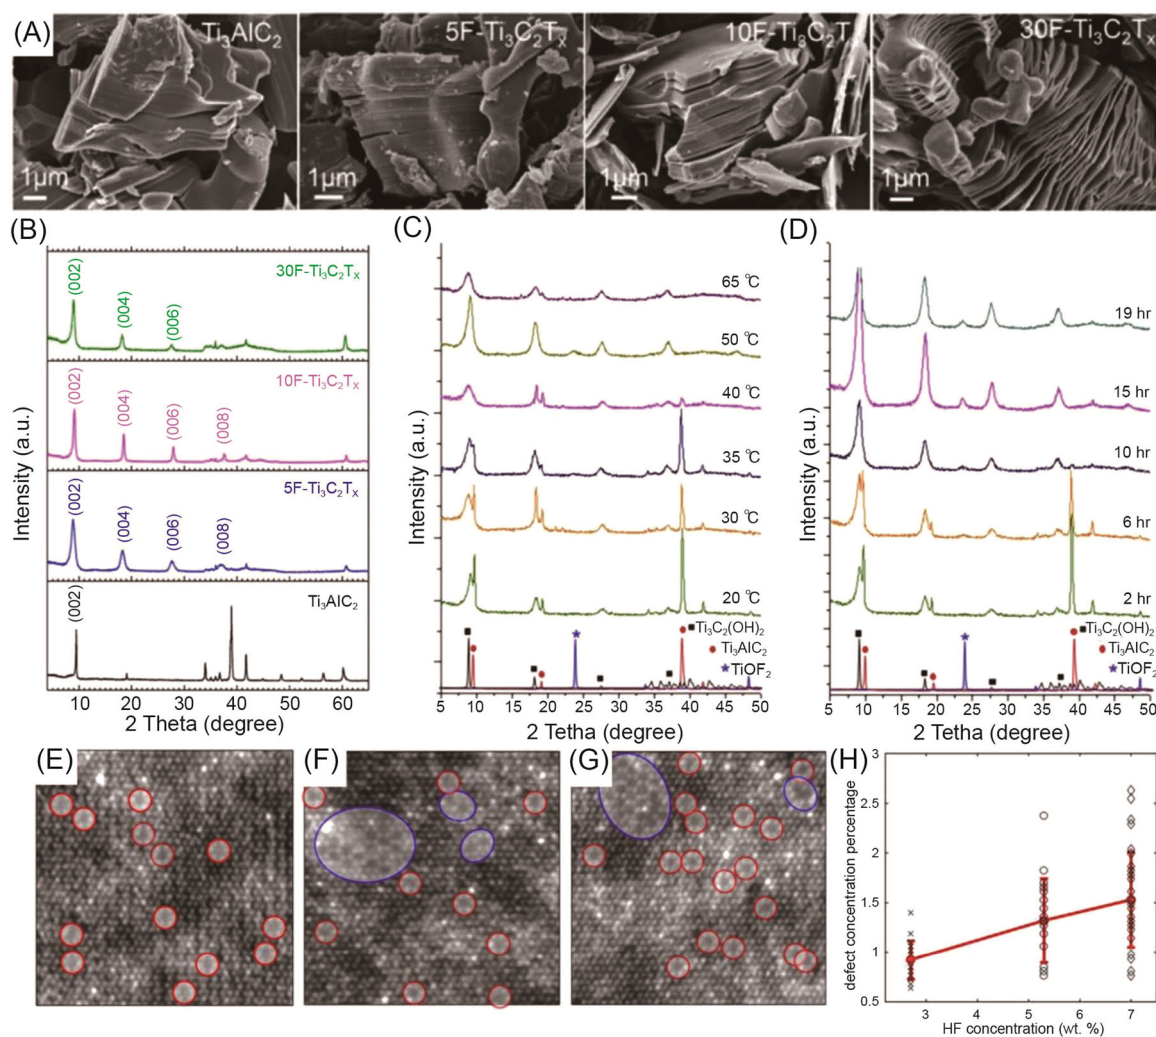 (A)
Ti₃AlC₂
5F-Ti₃C₂Tₓ
10F-Ti₃C₂T
30F-Ti₃C₂Tₓ
1μm
1μm
1μm
1μm
(B)
Intensity (a.u.)
(002)
(004)
(006)
30F-Ti₃C₂Tₓ
(002)
(004)
(006)
(008)
10F-Ti₃C₂Tₓ
(002)
(004)
(006)
(008)
5F-Ti₃C₂Tₓ
(002)
Ti₃AlC₂
10 20 30 40 50 60
2 Theta (degree)
(C)
Intensity (a.u.)
65 ℃
50 ℃
40 ℃
35 ℃
30 ℃
20 ℃
Ti₃C₂(OH)₂
Ti₃AlC₂
TiOF₂
5 10 15 20 25 30 35 40 45 50
2 Tetha (degree)
(D)
Intensity (a.u.)
19 hr
15 hr
10 hr
6 hr
2 hr
Ti₃C₂(OH)₂
Ti₃AlC₂
TiOF₂
5 10 15 20 25 30 35 40 45 50
2 Tetha (degree)
(E)
(F)
(G)
(H)
defect concentration percentage
3
2.5
2
1.5
1
0.5
3 4 5 6 7
HF concentration (wt. %)